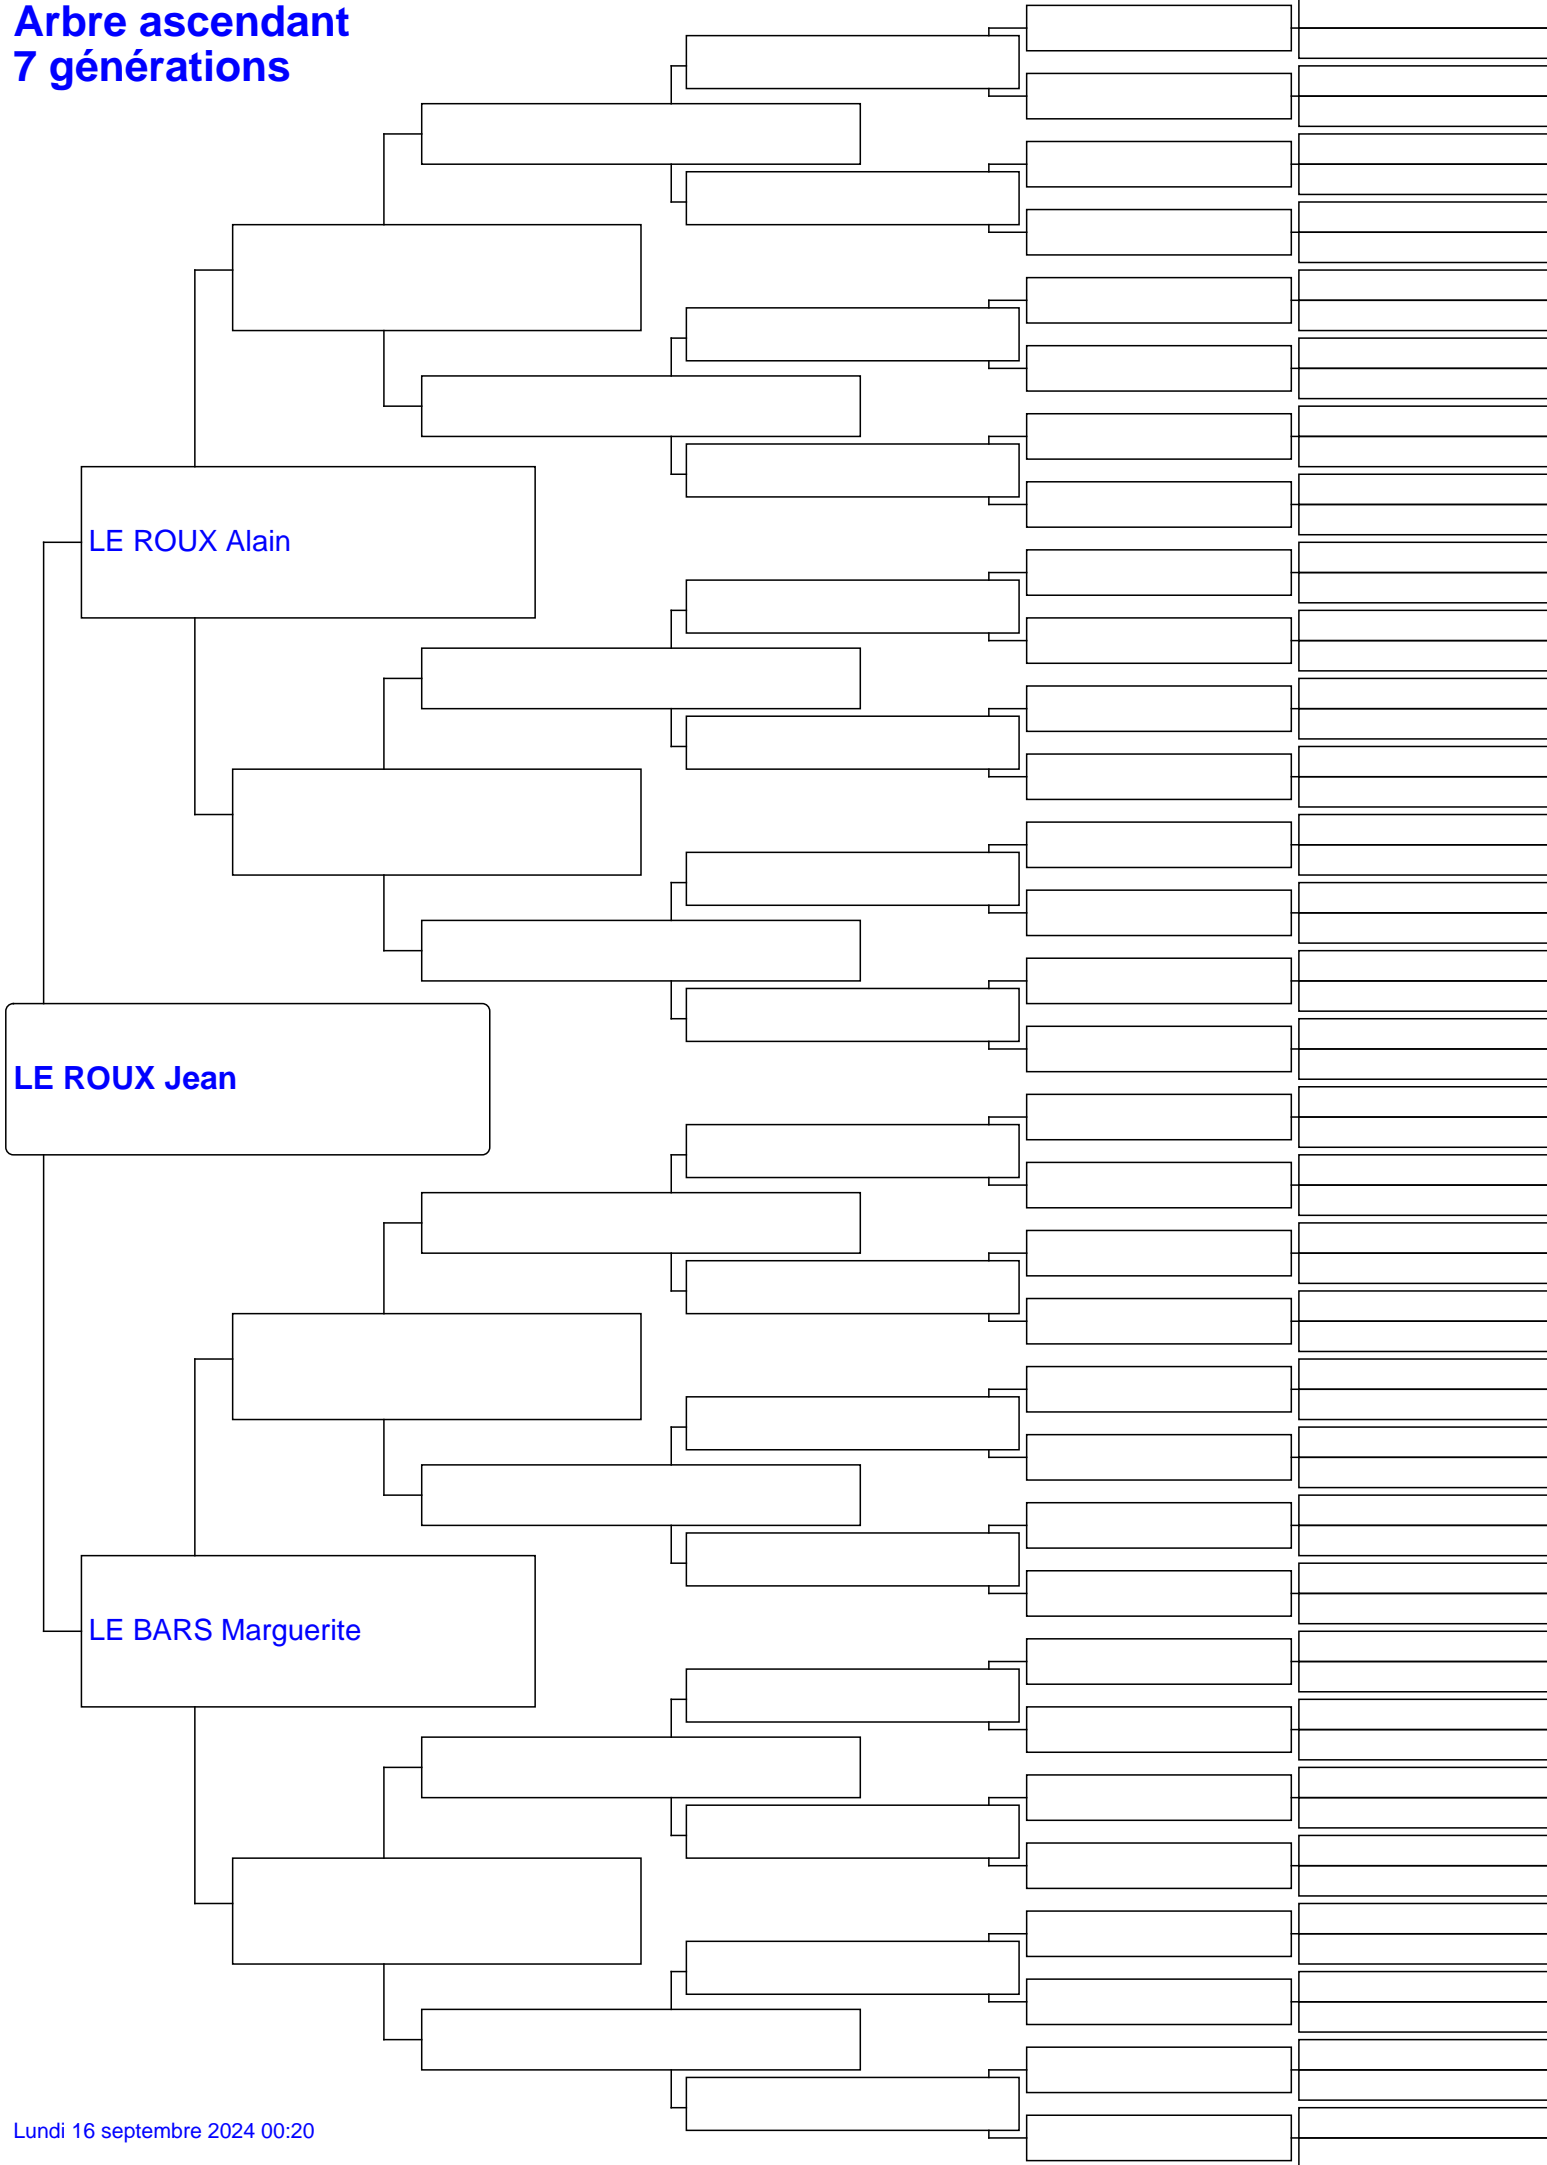 Arbre ascendant
7 générations
LE ROUX Alain
LE ROUX Jean
LE BARS Marguerite
Lundi 16 septembre 2024 00:20